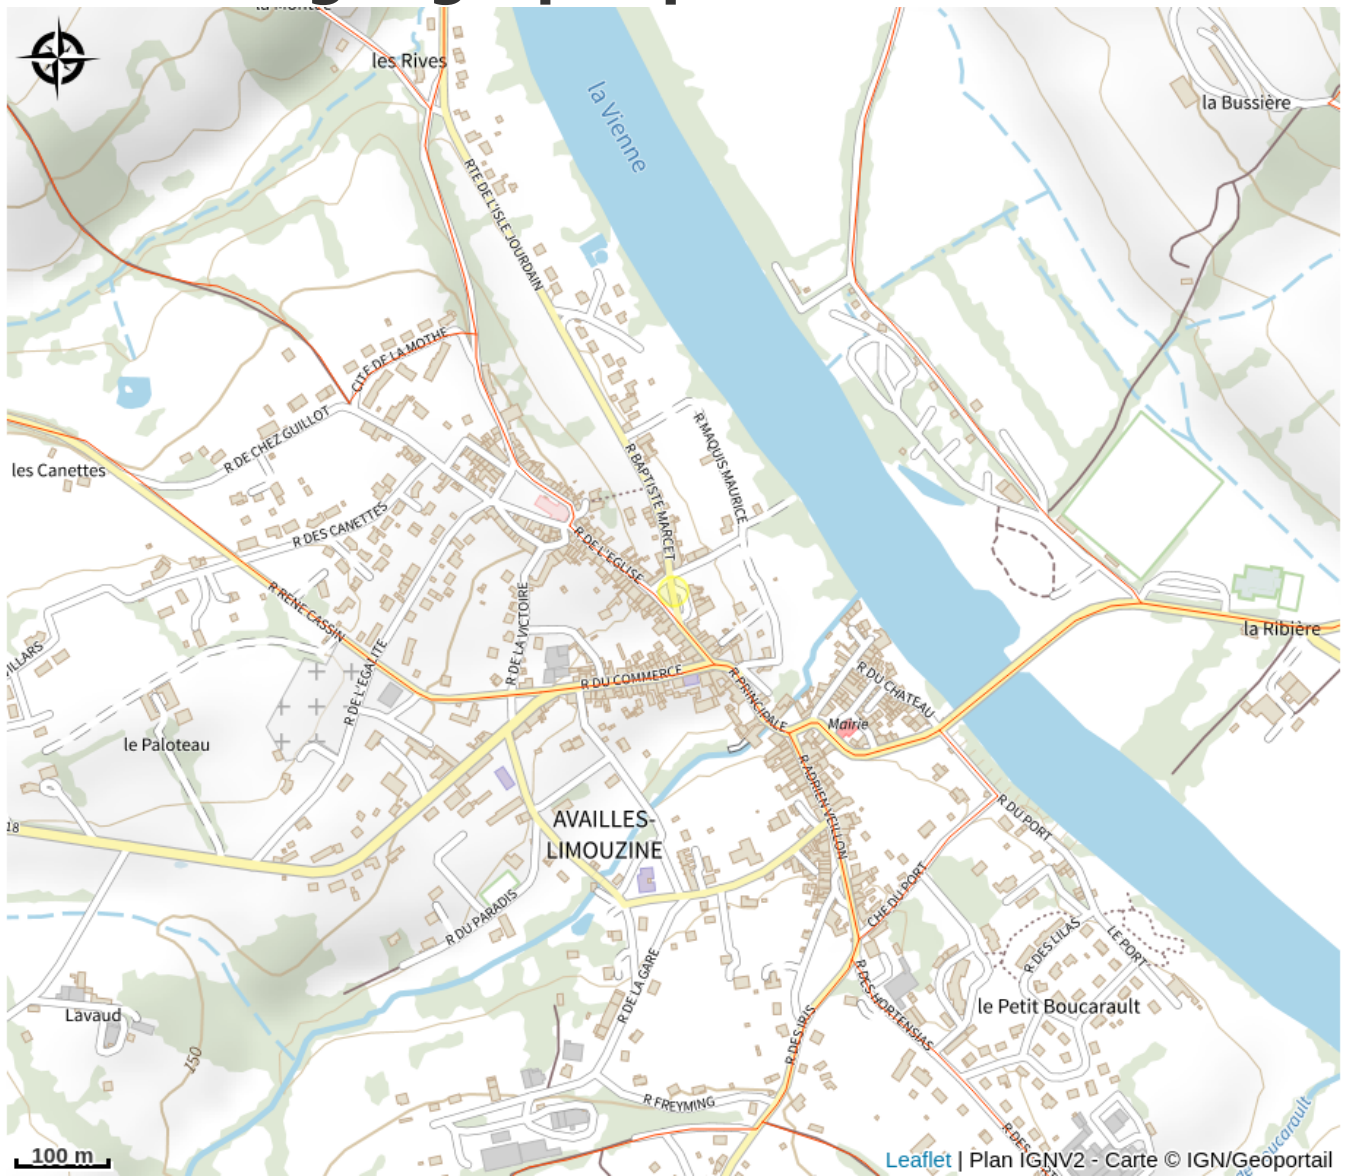 les Rives
la Vienne
la Bussière
RTE DE L'ISLE JOURDAIN
CITE DE LA MOTHE
R DE CHEZ GUILLOT
les Canettes
R BAPTISTE MARCET
R MAQUIS MAURICE
R DES CANETTES
R DE L'EGLISE
R RENE CASSIN
R DE LA VICTOIRE
R DE L'EGALITE
R DU COMMERCE
R PRINCIPALE
R DU CHATEAU
la Ribière
Mairie
le Paloteau
R ADRIEN VEILLON
R DU PORT
18
AVAILLES-
LIMOUZINE
CHE DU PORT
R DU PARADIS
R DES LILAS
LE PORT
R DE LA GARE
R DES HORTENSIAS
le Petit Boucarault
Lavaud
150
R DES IRIS
R FREYMING
100 m
Leaflet | Plan IGNV2 - Carte © IGN/Geoportail